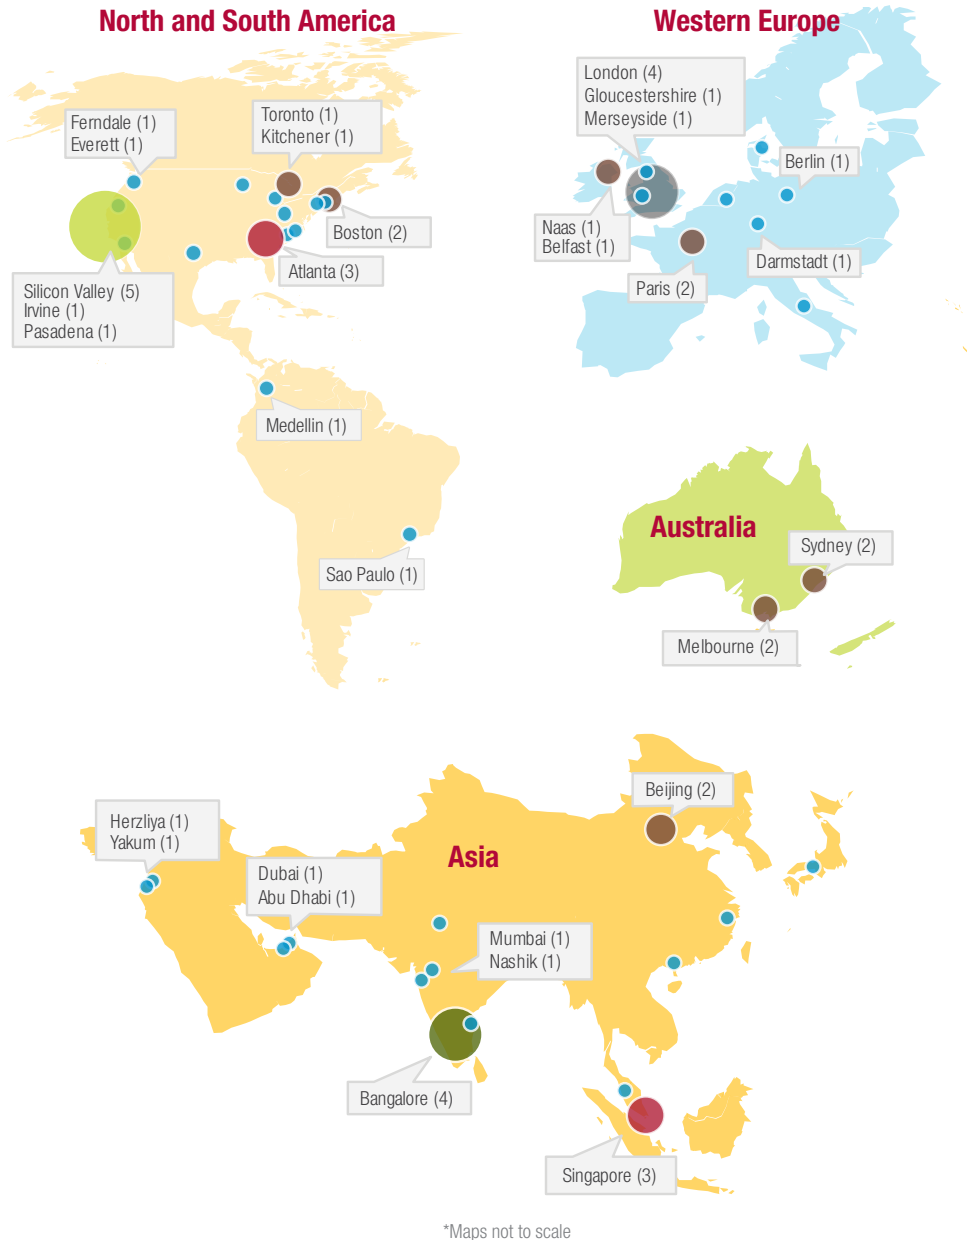 North and South America
Western Europe
London (4)
Gloucestershire (1)
Merseyside (1)
Toronto (1)
Kitchener (1)
Ferndale (1)
Everett (1)
Berlin (1)
Boston (2)
Naas (1)
Belfast (1)
Darmstadt (1)
Atlanta (3)
Paris (2)
Silicon Valley (5)
Irvine (1)
Pasadena (1)
Medellin (1)
Australia
Sydney (2)
Sao Paulo (1)
Melbourne (2)
Beijing (2)
Herzliya (1)
Yakum (1)
Asia
Dubai (1)
Abu Dhabi (1)
Mumbai (1)
Nashik (1)
Bangalore (4)
Singapore (3)
*Maps not to scale